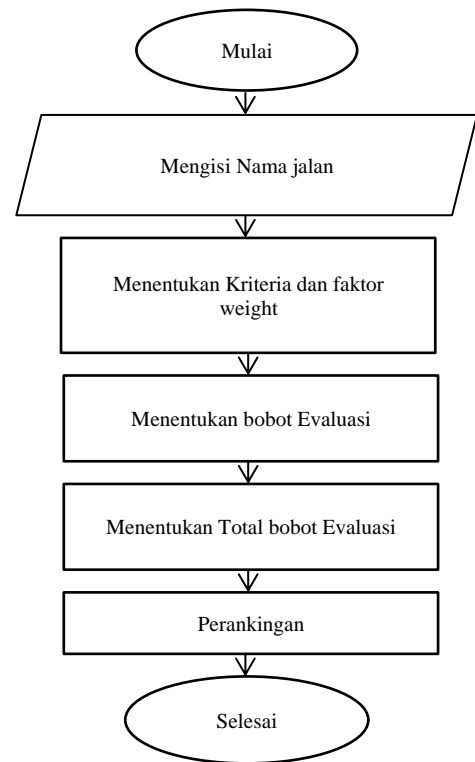 Mulai
Mengisi Nama jalan
Menentukan Kriteria dan faktor
weight
Menentukan bobot Evaluasi
Menentukan Total bobot Evaluasi
Perankingan
Selesai